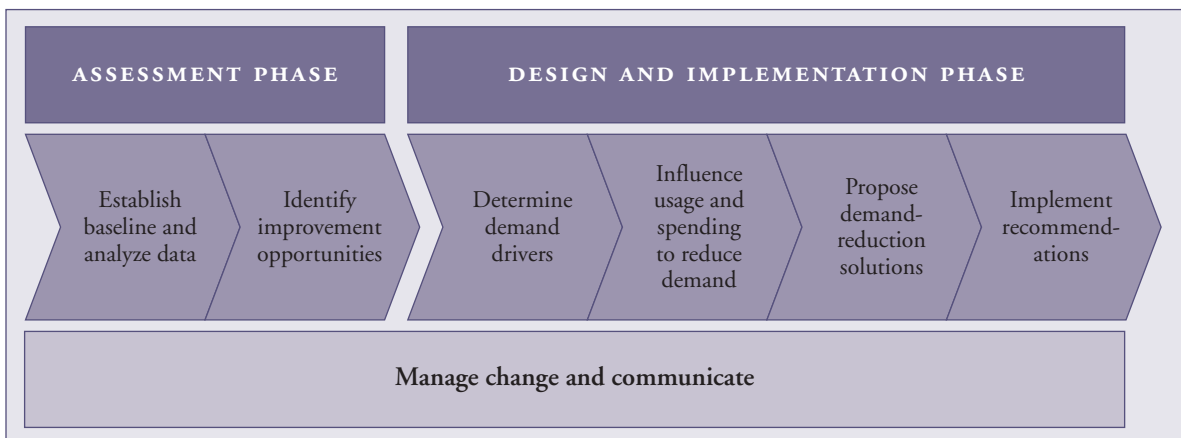 ASSESSMENT PHASE
DESIGN AND IMPLEMENTATION PHASE
Establish
baseline and
analyze data
Identify
improvement
opportunities
Determine
demand
drivers
Influence
usage and
spending
to reduce
demand
Propose
demand-
reduction
solutions
Implement
recommend-
ations
Manage change and communicate